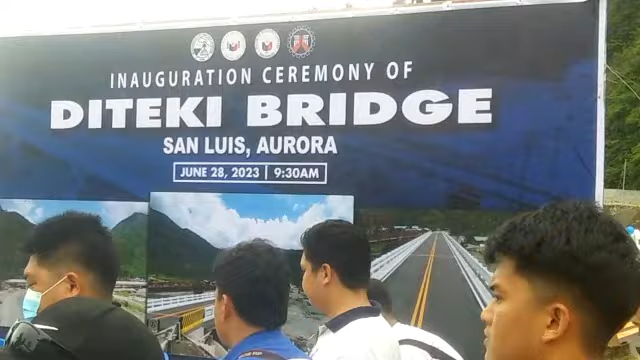 INAUGURATION CEREMONY OF
DITEKI BRIDGE
SAN LUIS, AURORA
JUNE 28, 2023 | 9:30AM